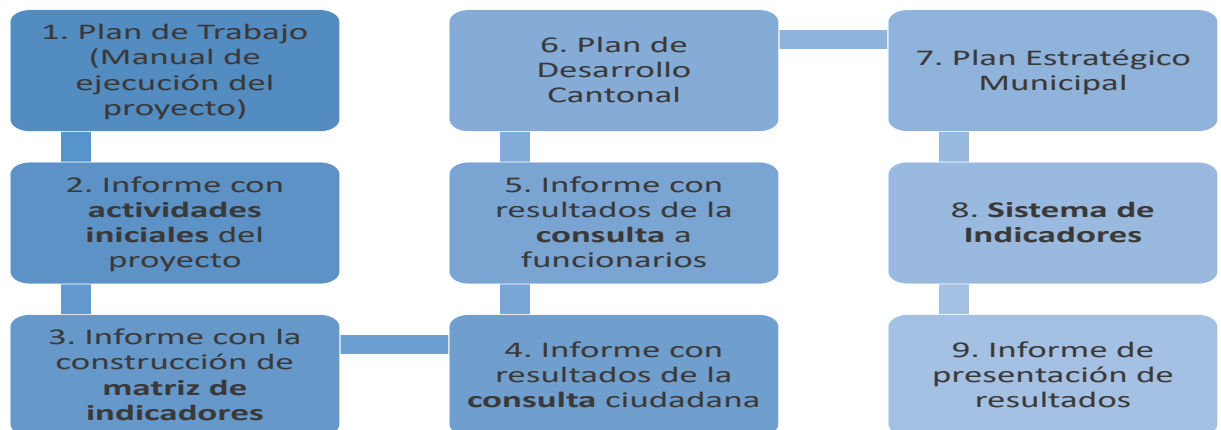 1. Plan de Trabajo
(Manual de
ejecución del
proyecto)
2. Informe con
actividades
iniciales del
proyecto
3. Informe con la
construcción de
matriz de
indicadores
4. Informe con
resultados de la
consulta ciudadana
5. Informe con
resultados de la
consulta a
funcionarios
6. Plan de
Desarrollo
Cantonal
7. Plan Estratégico
Municipal
8. Sistema de
Indicadores
9. Informe de
presentación de
resultados